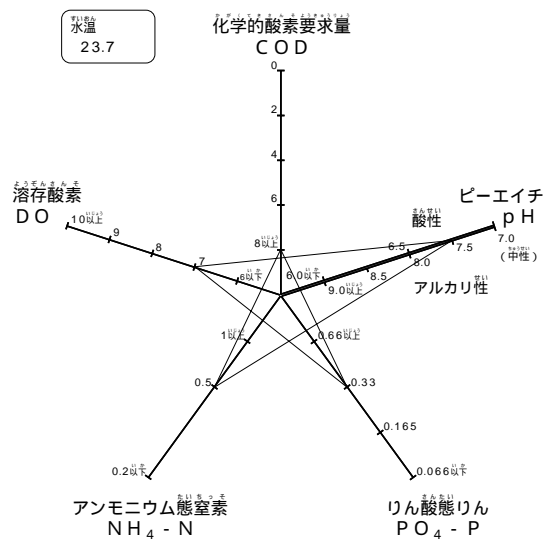 水温
23.7
化学的酸素要求量
COD
0
2
4
6
8以上
溶存酸素
DO
10以上
9
8
7
6以下
ピーエイチ
pH
7.0
(中性)
酸性
6.5
6.0以下
7.5
8.0
8.5
9.0以上
アルカリ性
1以上
0.5
0.2以下
0.66以上
0.33
0.165
0.066以下
アンモニウム態窒素
NH4 - N
りん酸態りん
PO4 - P